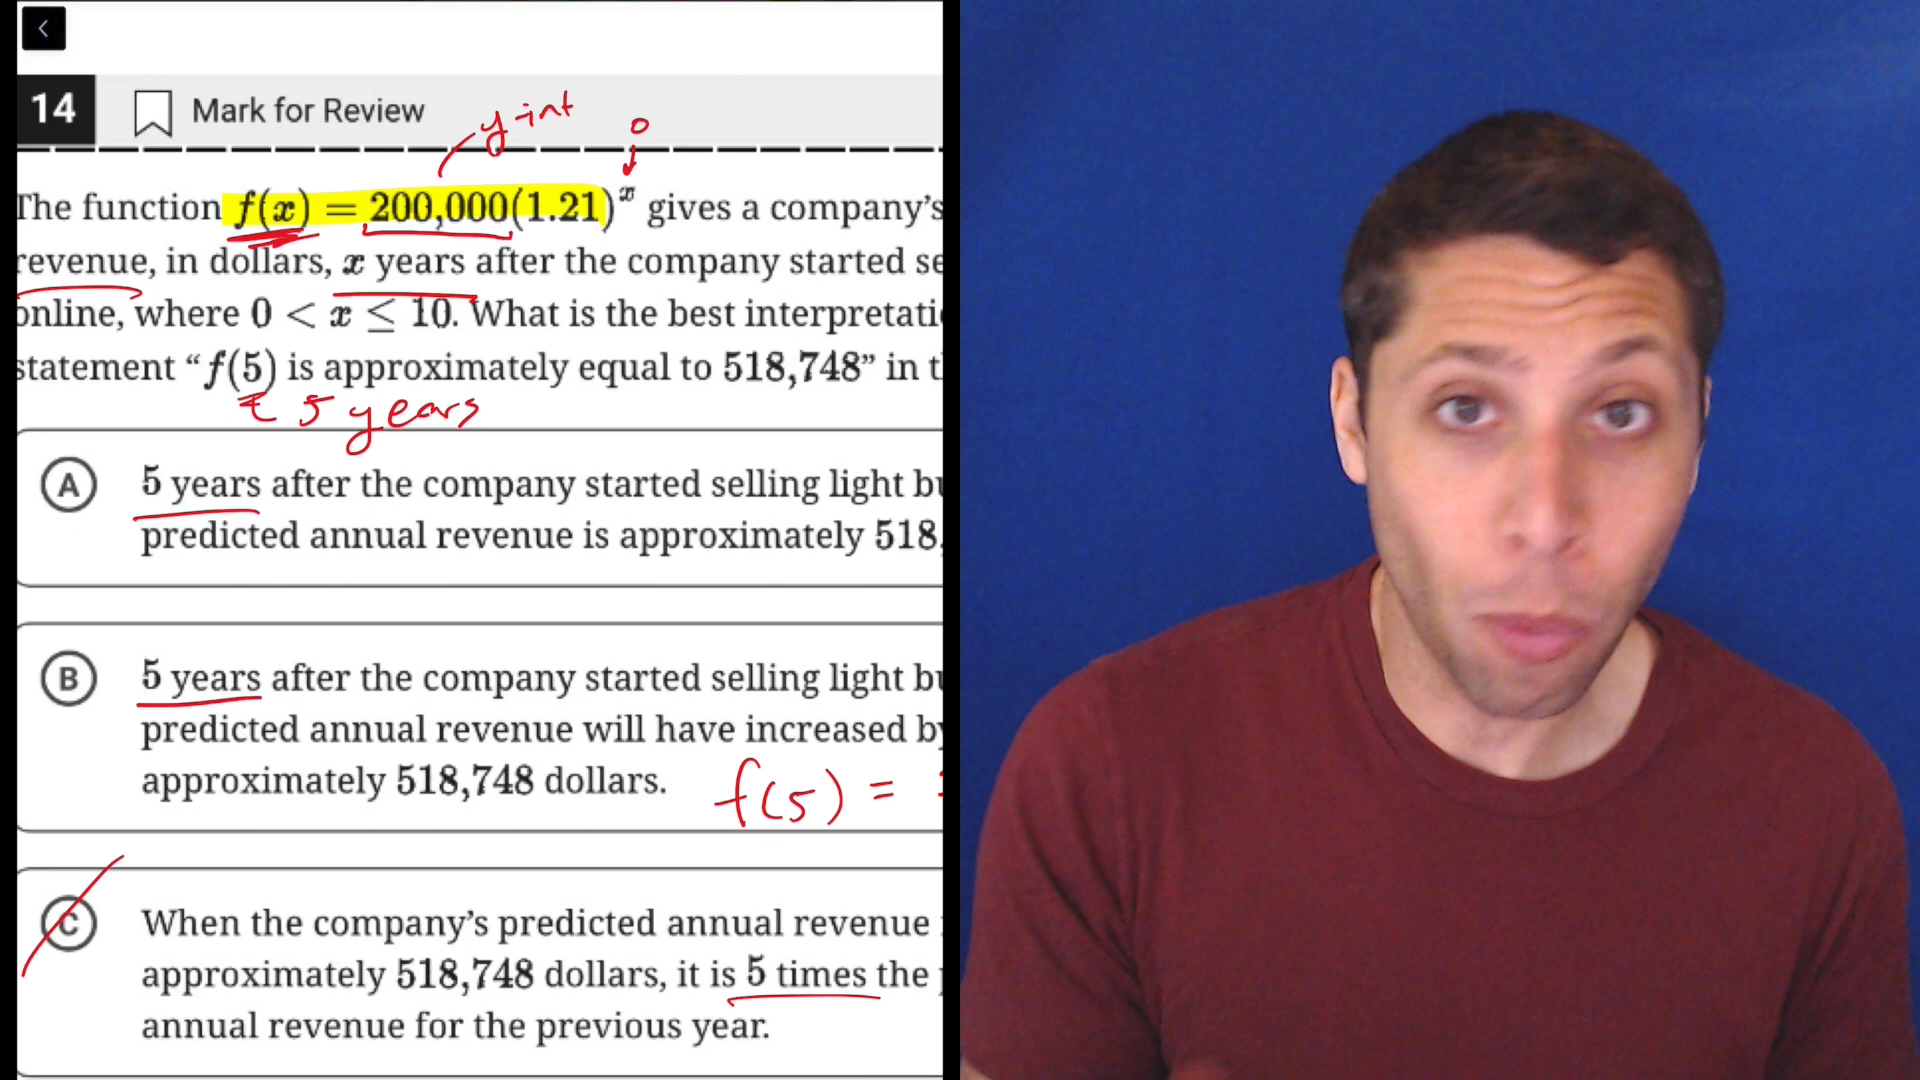 14 Mark for Review
y-int
0
The function f(x) = 200,000(1.21)^x gives a company's
revenue, in dollars, x years after the company started se
online, where 0 < x ≤ 10. What is the best interpretati
statement “f(5) is approximately equal to 518,748” in t
5 years
A 5 years after the company started selling light bu
predicted annual revenue is approximately 518,
B 5 years after the company started selling light bu
predicted annual revenue will have increased by
approximately 518,748 dollars.
f(5) =
C When the company’s predicted annual revenue
approximately 518,748 dollars, it is 5 times the
annual revenue for the previous year.